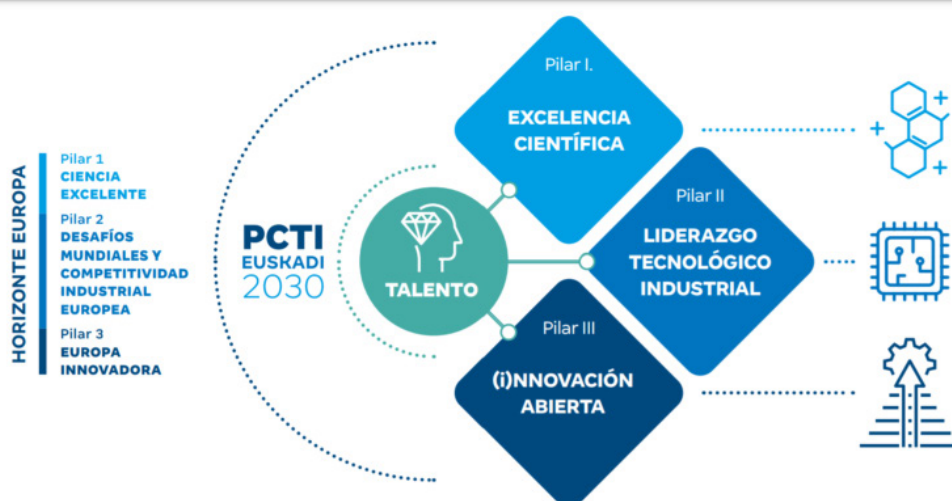 HORIZONTE EUROPA
Pilar 1
CIENCIA
EXCELENTE
Pilar 2
DESAFÍOS
MUNDIALES Y
COMPETITIVIDAD
INDUSTRIAL
EUROPEA
Pilar 3
EUROPA
INNOVADORA
PCTI
EUSKADI
2030
TALENTO
Pilar I.
EXCELENCIA
CIENTÍFICA
Pilar II
LIDERAZGO
TECNOLÓGICO
INDUSTRIAL
Pilar III
(i)NNOVACIÓN
ABIERTA